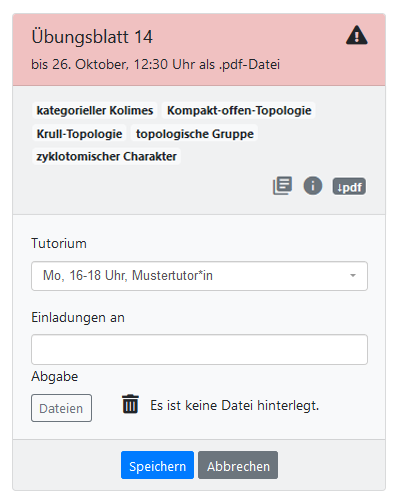 Übungsblatt 14
bis 26. Oktober, 12:30 Uhr als .pdf-Datei
kategorieller Kolimes Kompakt-offen-Topologie
Krull-Topologie topologische Gruppe
zyklotomischer Charakter
↓pdf
Tutorium
Mo, 16-18 Uhr, Mustertutor*in
Einladungen an
Abgabe
Dateien Es ist keine Datei hinterlegt.
Speichern Abbrechen